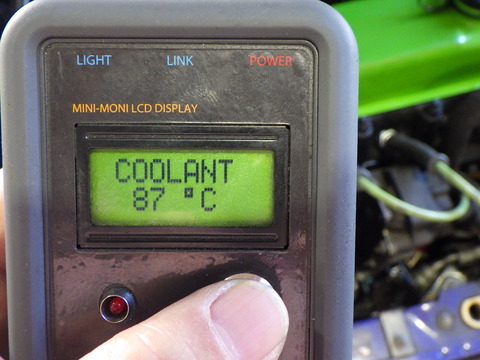 LIGHT LINK POWER
MINI-MONI LCD DISPLAY
COOLANT
87 °C